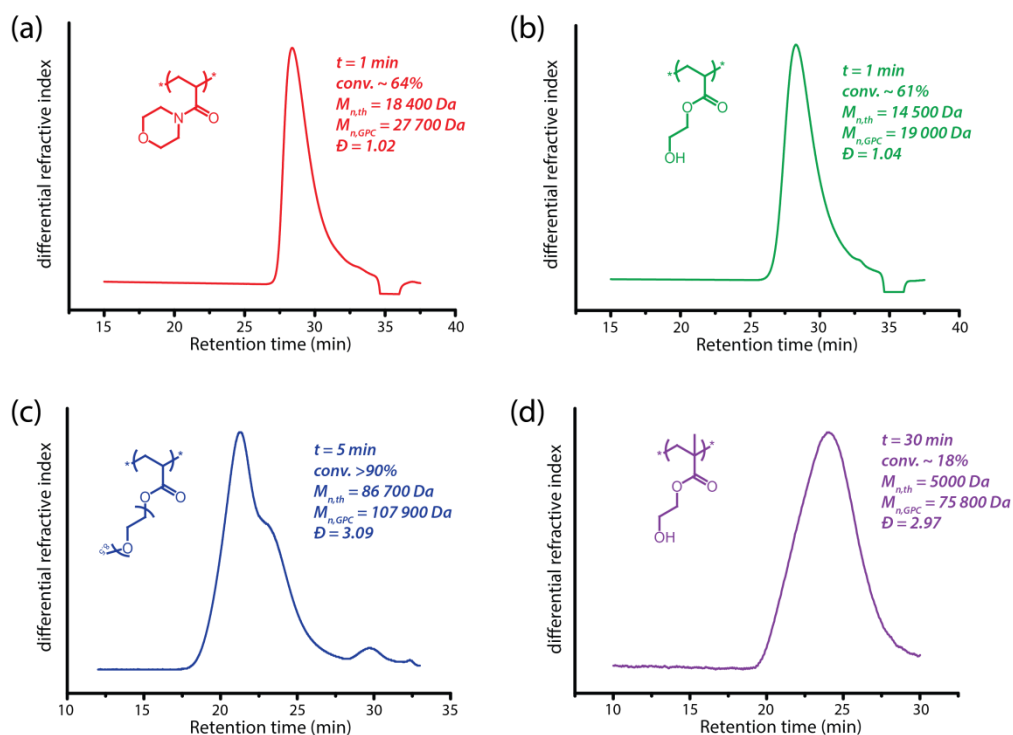 (a)
differential refractive index
* ( ) *
N
O
O
t = 1 min
conv. ~ 64%
Mn,th = 18 400 Da
Mn,GPC = 27 700 Da
Đ = 1.02
15 20 25 30 35 40
Retention time (min)
(b)
differential refractive index
* ( ) *
O
O
OH
t = 1 min
conv. ~ 61%
Mn,th = 14 500 Da
Mn,GPC = 19 000 Da
Đ = 1.04
15 20 25 30 35 40
Retention time (min)
(c)
differential refractive index
* ( ) *
O
O
O
8.5
t = 5 min
conv. >90%
Mn,th = 86 700 Da
Mn,GPC = 107 900 Da
Đ = 3.09
10 15 20 25 30 35
Retention time (min)
(d)
differential refractive index
* ( ) *
O
O
OH
t = 30 min
conv. ~ 18%
Mn,th = 5000 Da
Mn,GPC = 75 800 Da
Đ = 2.97
10 15 20 25 30
Retention time (min)